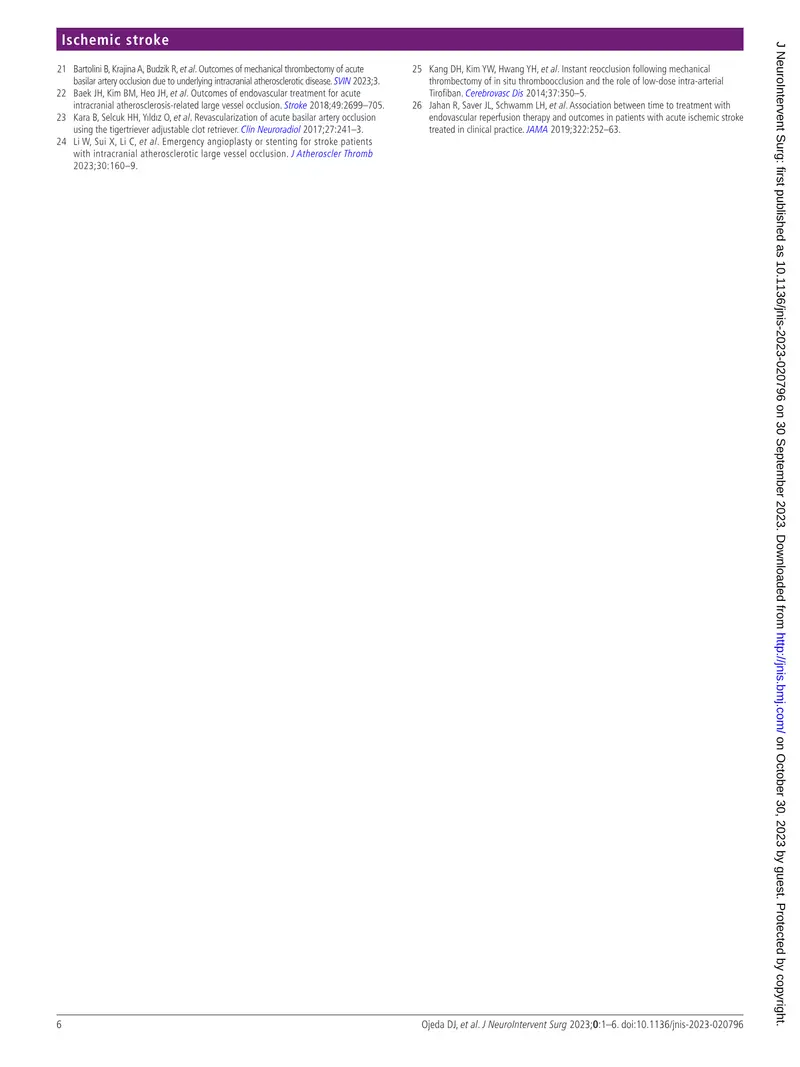 Ischemic stroke
21 Bartolini B, Krajina A, Budzik R, et al. Outcomes of mechanical thrombectomy of acute
basilar artery occlusion due to underlying intracranial atherosclerotic disease. SVIN 2023;3.
22 Baek JH, Kim BM, Heo JH, et al. Outcomes of endovascular treatment for acute
intracranial atherosclerosis-related large vessel occlusion. Stroke 2018;49:2699–705.
23 Kara B, Selcuk HH, Yıldız O, et al. Revascularization of acute basilar artery occlusion
using the tigertriever adjustable clot retriever. Clin Neuroradiol 2017;27:241–3.
24 Li W, Sui X, Li C, et al. Emergency angioplasty or stenting for stroke patients
with intracranial atherosclerotic large vessel occlusion. J Atheroscler Thromb
2023;30:160–9.
25 Kang DH, Kim YW, Hwang YH, et al. Instant reocclusion following mechanical
thrombectomy of in situ thromboocclusion and the role of low-dose intra-arterial
Tirofiban. Cerebrovasc Dis 2014;37:350–5.
26 Jahan R, Saver JL, Schwamm LH, et al. Association between time to treatment with
endovascular reperfusion therapy and outcomes in patients with acute ischemic stroke
treated in clinical practice. JAMA 2019;322:252–63.
6 Ojeda DJ, et al. J NeuroIntervent Surg 2023;0:1–6. doi:10.1136/jnis-2023-020796
J NeuroIntervent Surg: first published as 10.1136/jnis-2023-020796 on 30 September 2023. Downloaded from http://jnis.bmj.com/ on October 30, 2023 by guest. Protected by copyright.